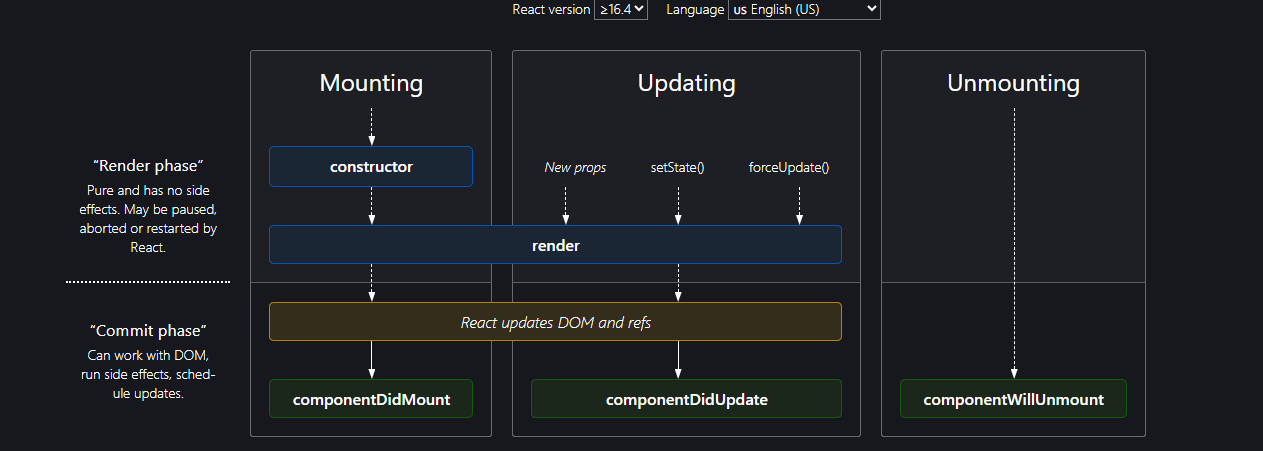 React version ≥16.4 Language us English (US)
Mounting
Updating
Unmounting
“Render phase”
Pure and has no side
effects. May be paused,
aborted or restarted by
React.
constructor
New props
setState()
forceUpdate()
render
“Commit phase”
Can work with DOM,
run side effects, sched-
ule updates.
React updates DOM and refs
componentDidMount
componentDidUpdate
componentWillUnmount